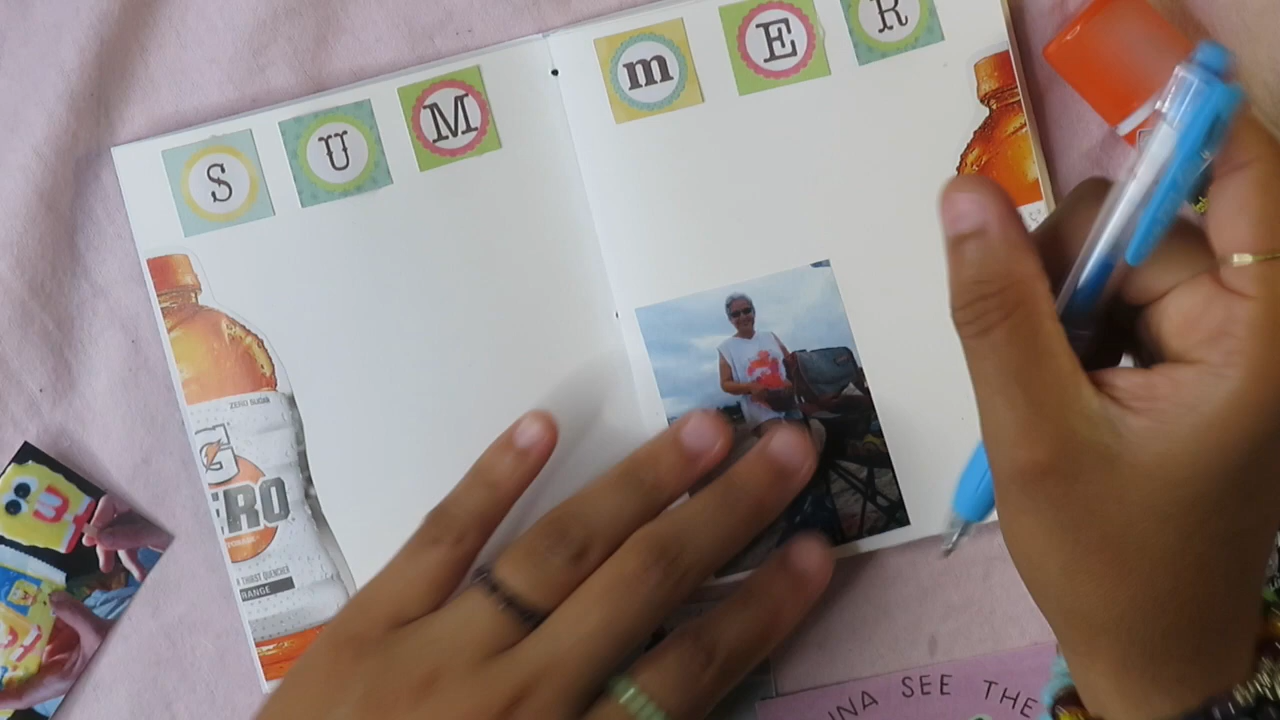 S U M m E R
ZERO SUGAR
G
ERO
THIRST QUENCHER
RANGE
INA SEE THE